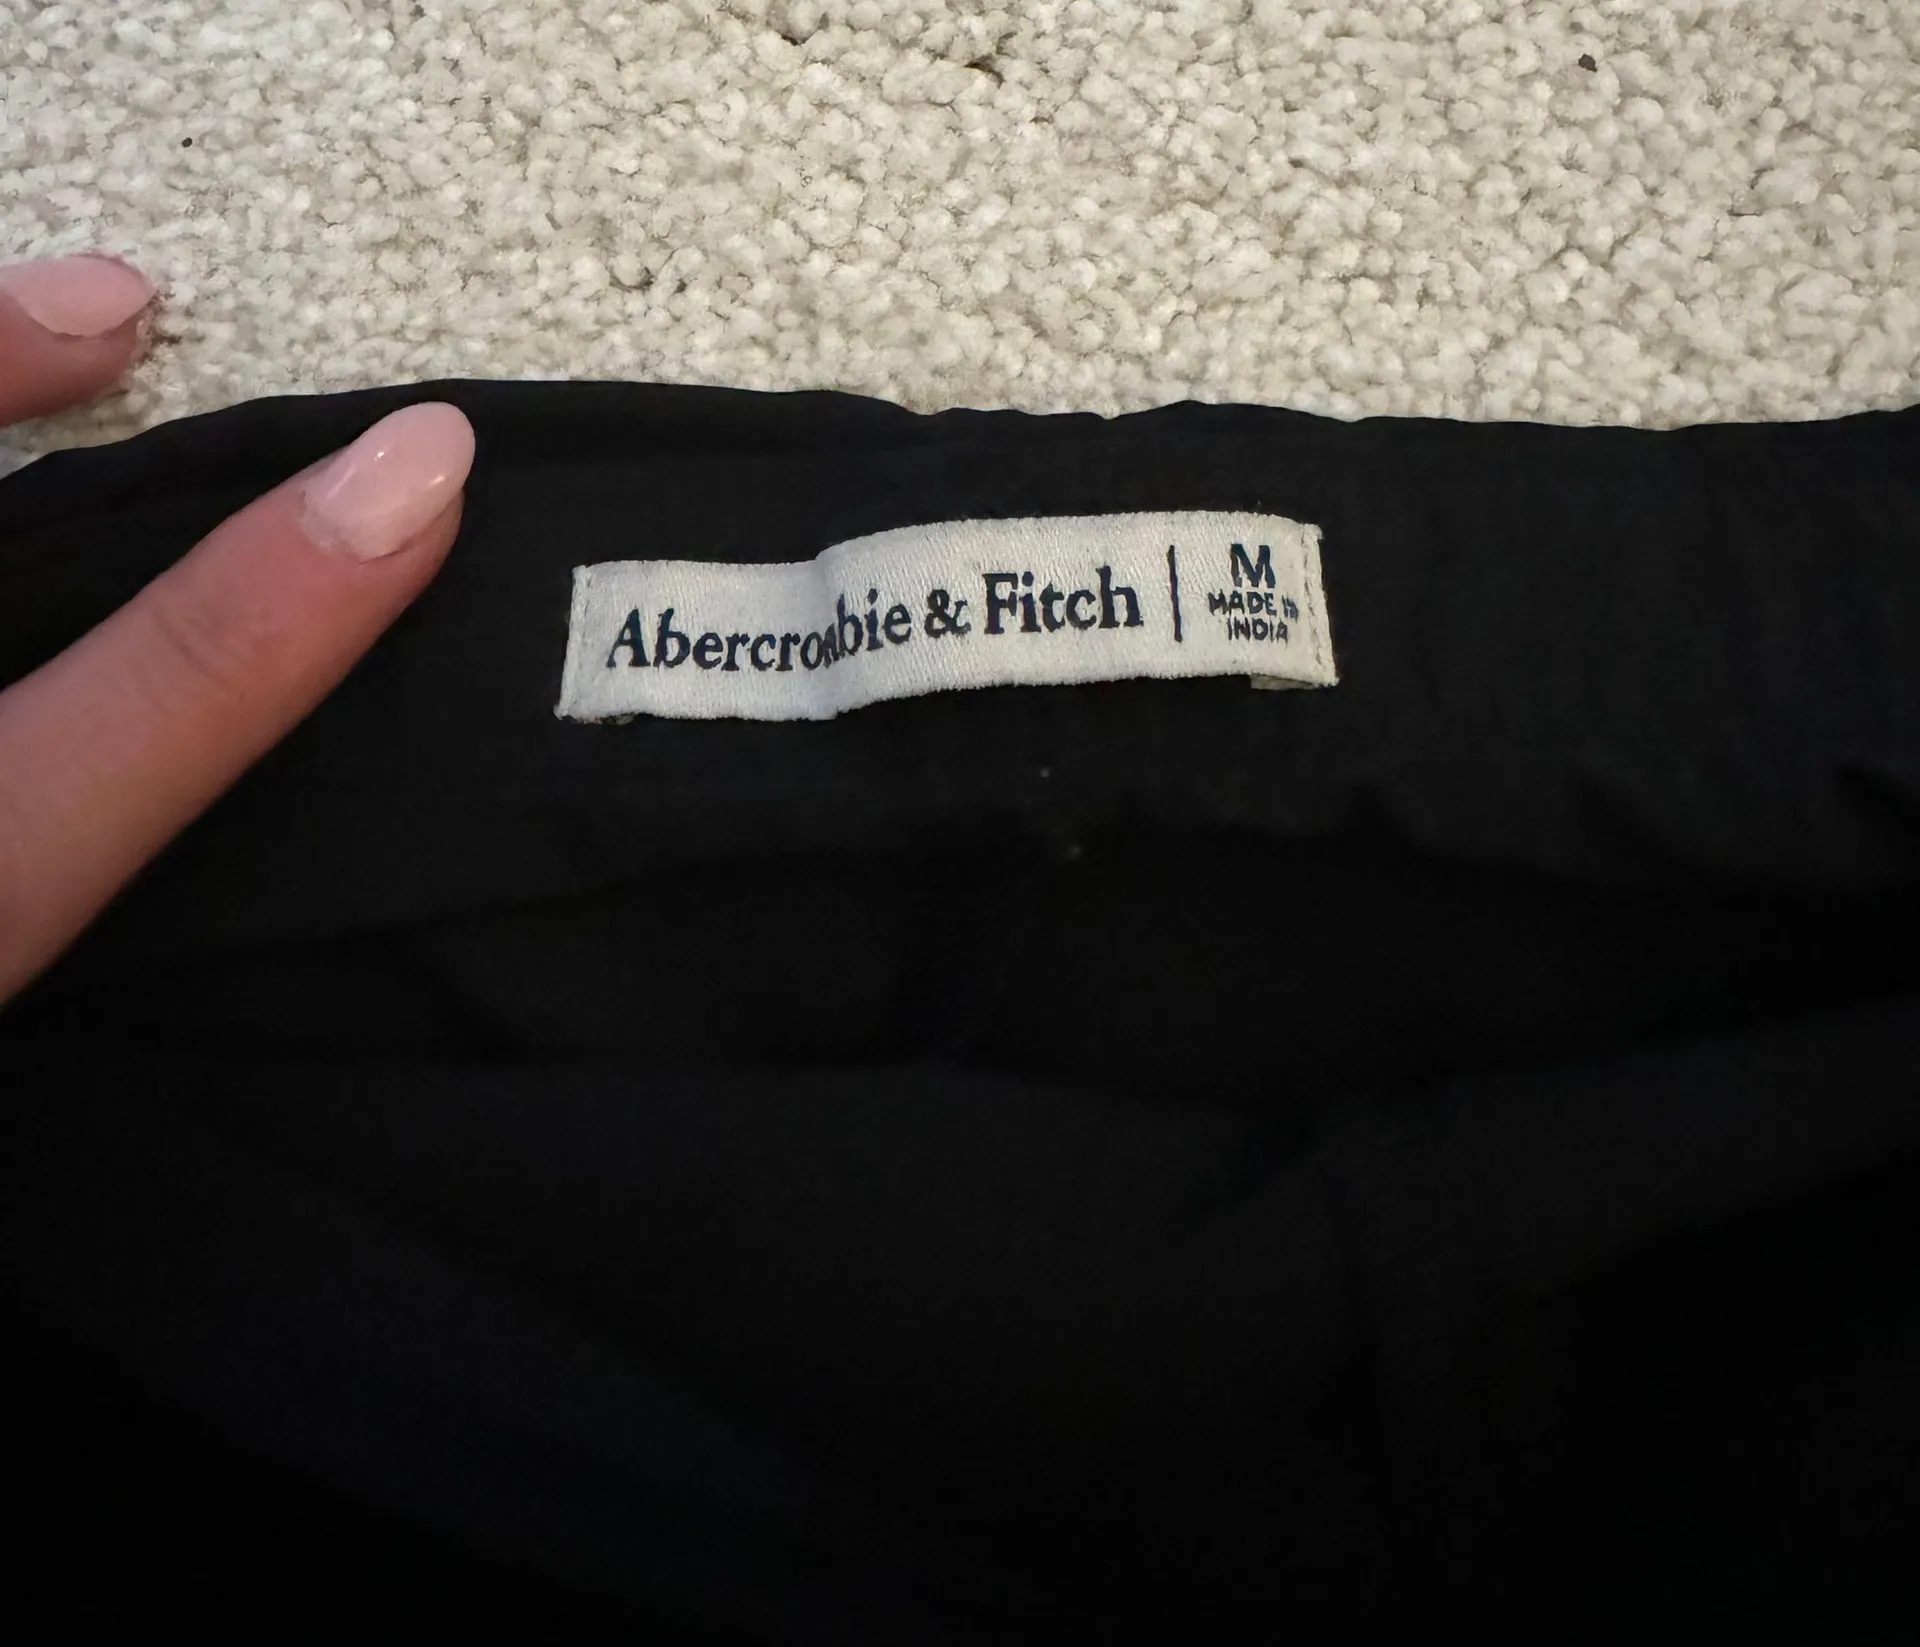 Abercrombie & Fitch | M
MADE IN
INDIA